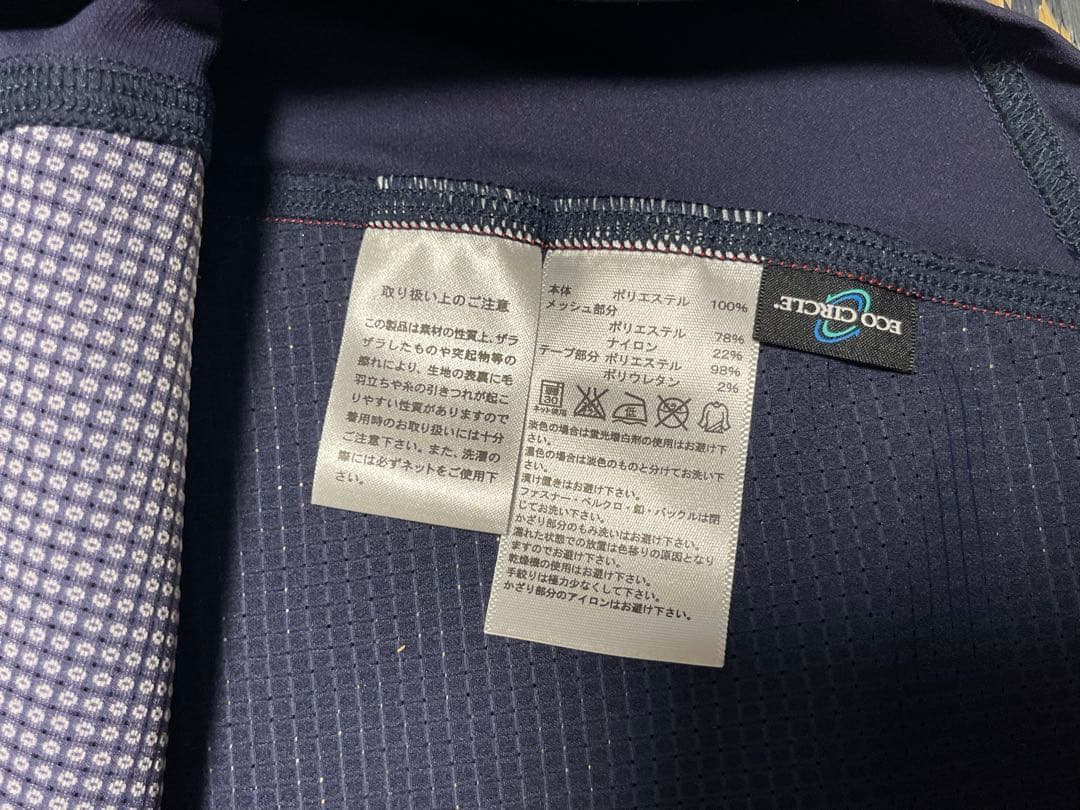 取り扱い上のご注意
この製品は素材の性質上、ザラ
ザラしたものや突起物等の
擦れにより、生地の表裏に毛
羽立ちや糸の引きつれが起こ
りやすい性質がありますので
着用時のお取り扱いには十分
ご注意下さい。また、洗濯の
際には必ずネットをご使用下
さい。
本体 ポリエステル 100%
メッシュ部分
ポリエステル 78%
ナイロン 22%
テープ部分 ポリエステル 98%
ポリウレタン 2%
30
ネット使用
低
淡色の場合は蛍光増白剤の使用はお避け下
さい。
濃色の場合は淡色のものと分けてお洗い下
さい。
漬け置きはお避け下さい。
ファスナー・ベルクロ・釦・バックルは閉
じてお洗い下さい。
かざり部分のもみ洗いはお避け下さい。
濡れた状態での放置は色移りの原因となり
ますのでお避け下さい。
乾燥機の使用はお避け下さい。
手絞りは極力少なくして下さい。
かざり部分のアイロンはお避け下さい。
ECO CIRCLE™